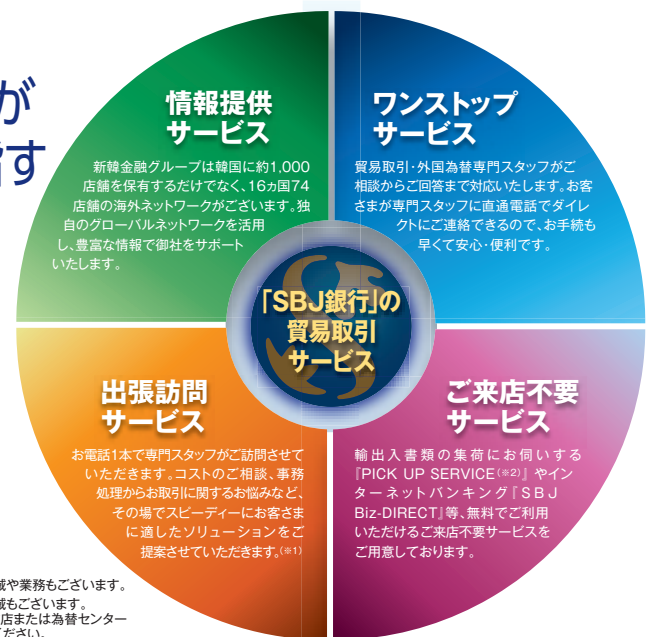 が
す
情報提供
サービス
新韓金融グループは韓国に約1,000
店舗を保有するだけでなく、16ヵ国74
店舗の海外ネットワークがございます。独
自のグローバルネットワークを活用
し、豊富な情報で御社をサポート
いたします。
ワンストップ
サービス
貿易取引・外国為替専門スタッフがご
相談からご回答まで対応いたします。お客
さまが専門スタッフに直通電話でダイレ
クトにご連絡できるので、お手続も
早くて安心・便利です。
「SBJ銀行」の
貿易取引
サービス
出張訪問
サービス
お電話1本で専門スタッフがご訪問させて
いただきます。コストのご相談、事務
処理からお取引に関するお悩みなど、
その場でスピーディーにお客さま
に適したソリューションをご
提案させていただきます。(※1)
ご来店不要
サービス
輸出入書類の集荷にお伺いする
『PICK UP SERVICE(※2)』やイン
ターネットバンキング『SBJ
Biz-DIRECT』等、無料でご利用
いただけるご来店不要サービスを
ご用意しております。
や業務もございます。
もございます。
店または為替センター
ください。